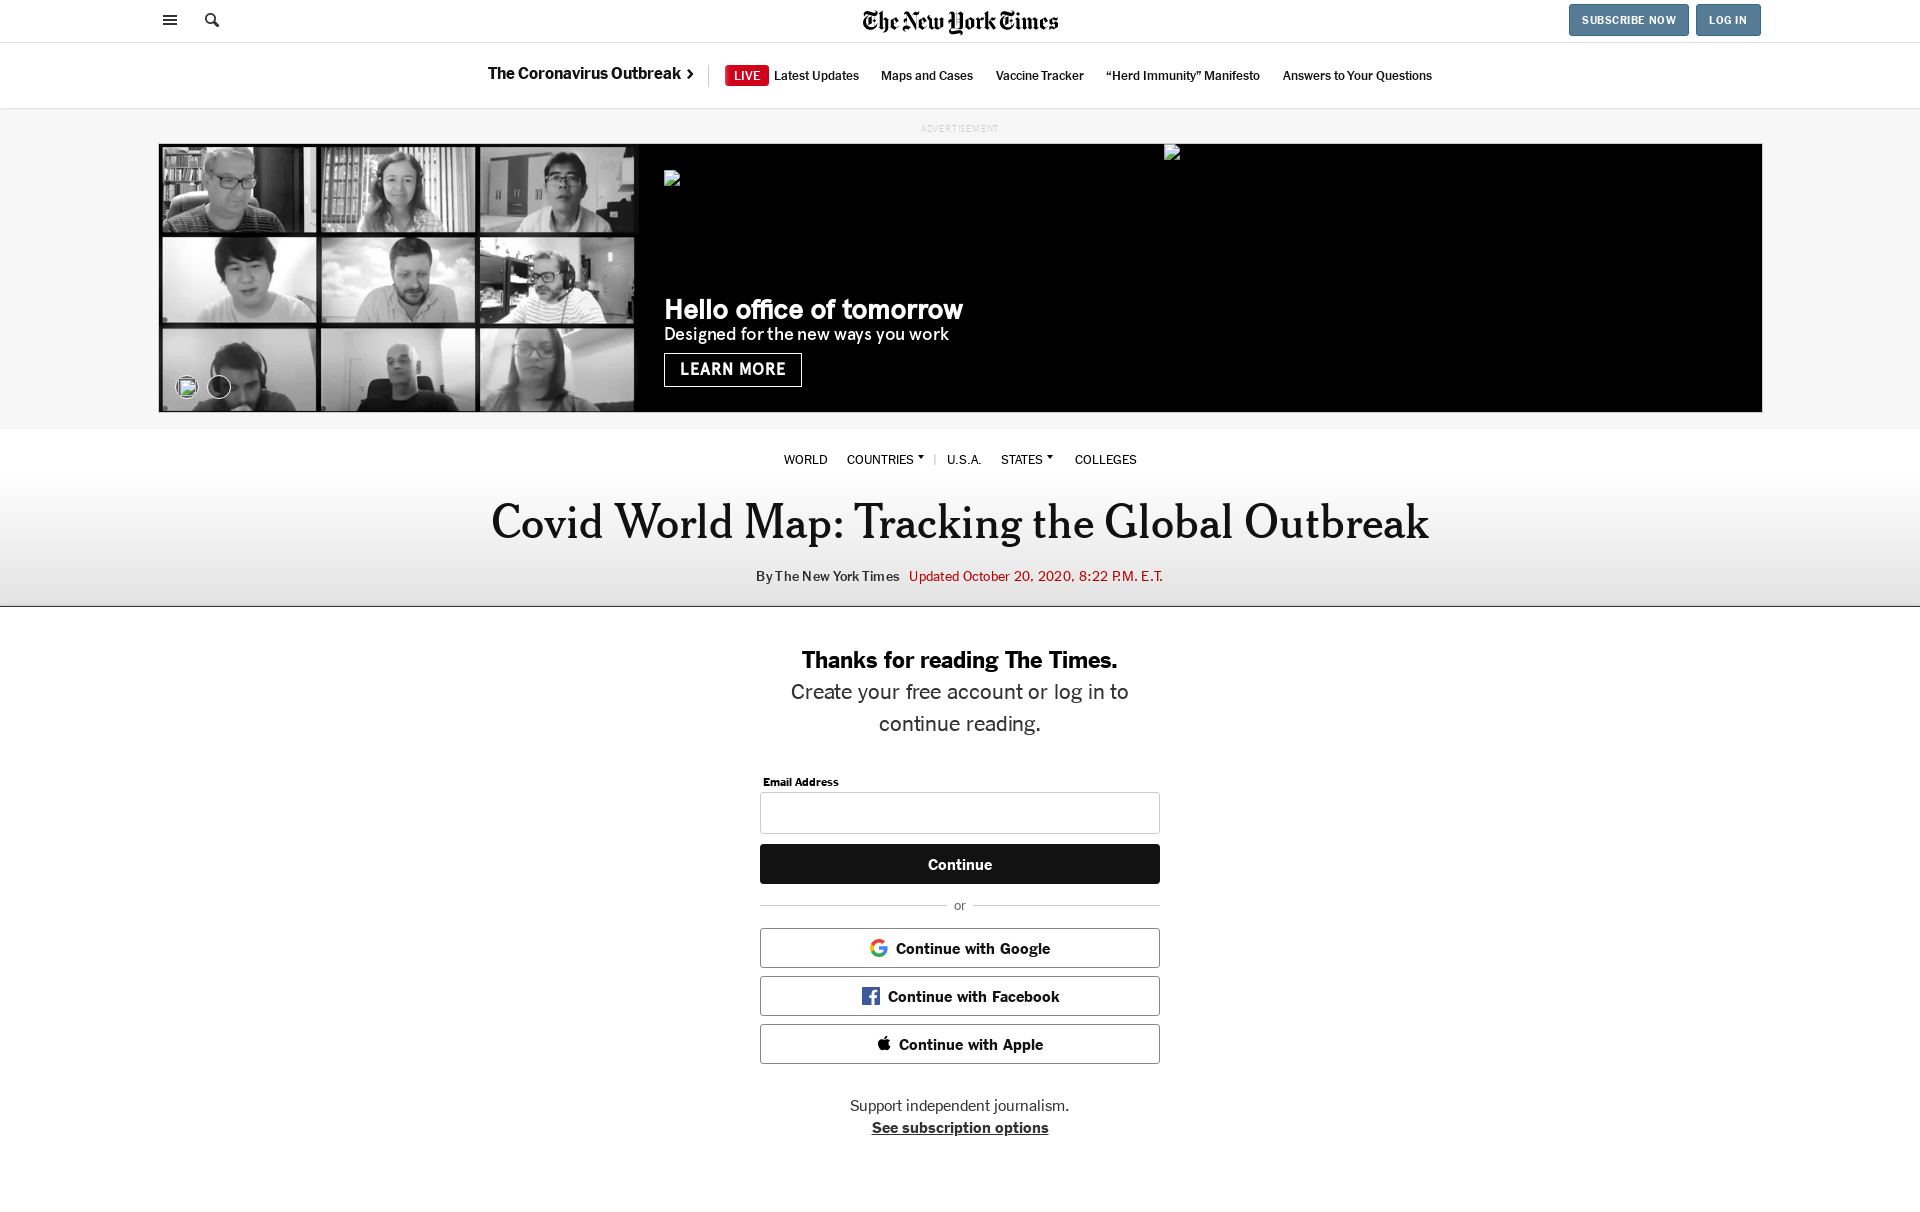 The New York Times
SUBSCRIBE NOW
LOG IN
The Coronavirus Outbreak
LIVE Latest Updates
Maps and Cases
Vaccine Tracker
“Herd Immunity” Manifesto
Answers to Your Questions
ADVERTISEMENT
Hello office of tomorrow
Designed for the new ways you work
LEARN MORE
WORLD
COUNTRIES
U.S.A.
STATES
COLLEGES
Covid World Map: Tracking the Global Outbreak
By The New York Times Updated October 20, 2020, 8:22 P.M. E.T.
Thanks for reading The Times.
Create your free account or log in to
continue reading.
Email Address
Continue
or
Continue with Google
Continue with Facebook
Continue with Apple
Support independent journalism.
See subscription options